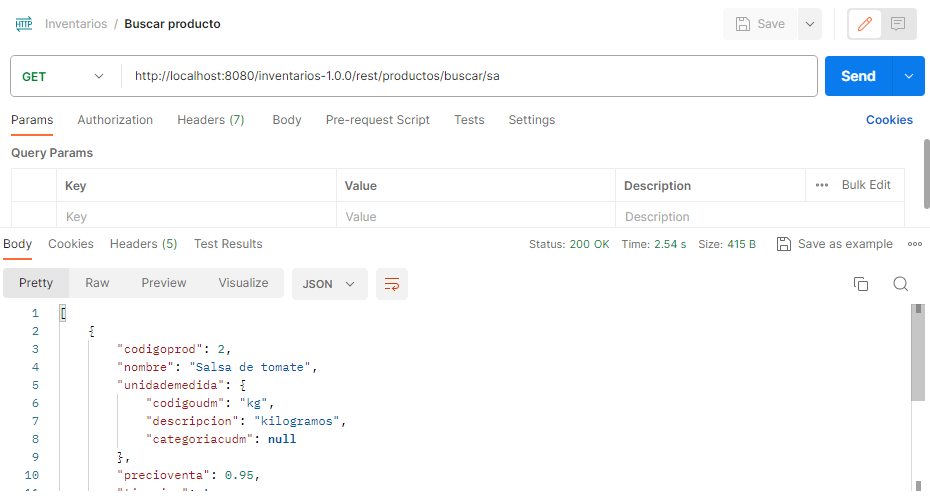 HTTP Inventarios / Buscar producto Save
GET http://localhost:8080/inventarios-1.0.0/rest/productos/buscar/sa Send
Params Authorization Headers (7) Body Pre-request Script Tests Settings Cookies
Query Params
Key Value Description ••• Bulk Edit
Key Value Description
Body Cookies Headers (5) Test Results Status: 200 OK Time: 2.54 s Size: 415 B Save as example
Pretty Raw Preview Visualize JSON
1 [
2 {
3 "codigoprod": 2,
4 "nombre": "Salsa de tomate",
5 "unidademedida": {
6 "codigoudm": "kg",
7 "descripcion": "kilogramos",
8 "categoriacudm": null
9 },
10 "precioventa": 0.95,